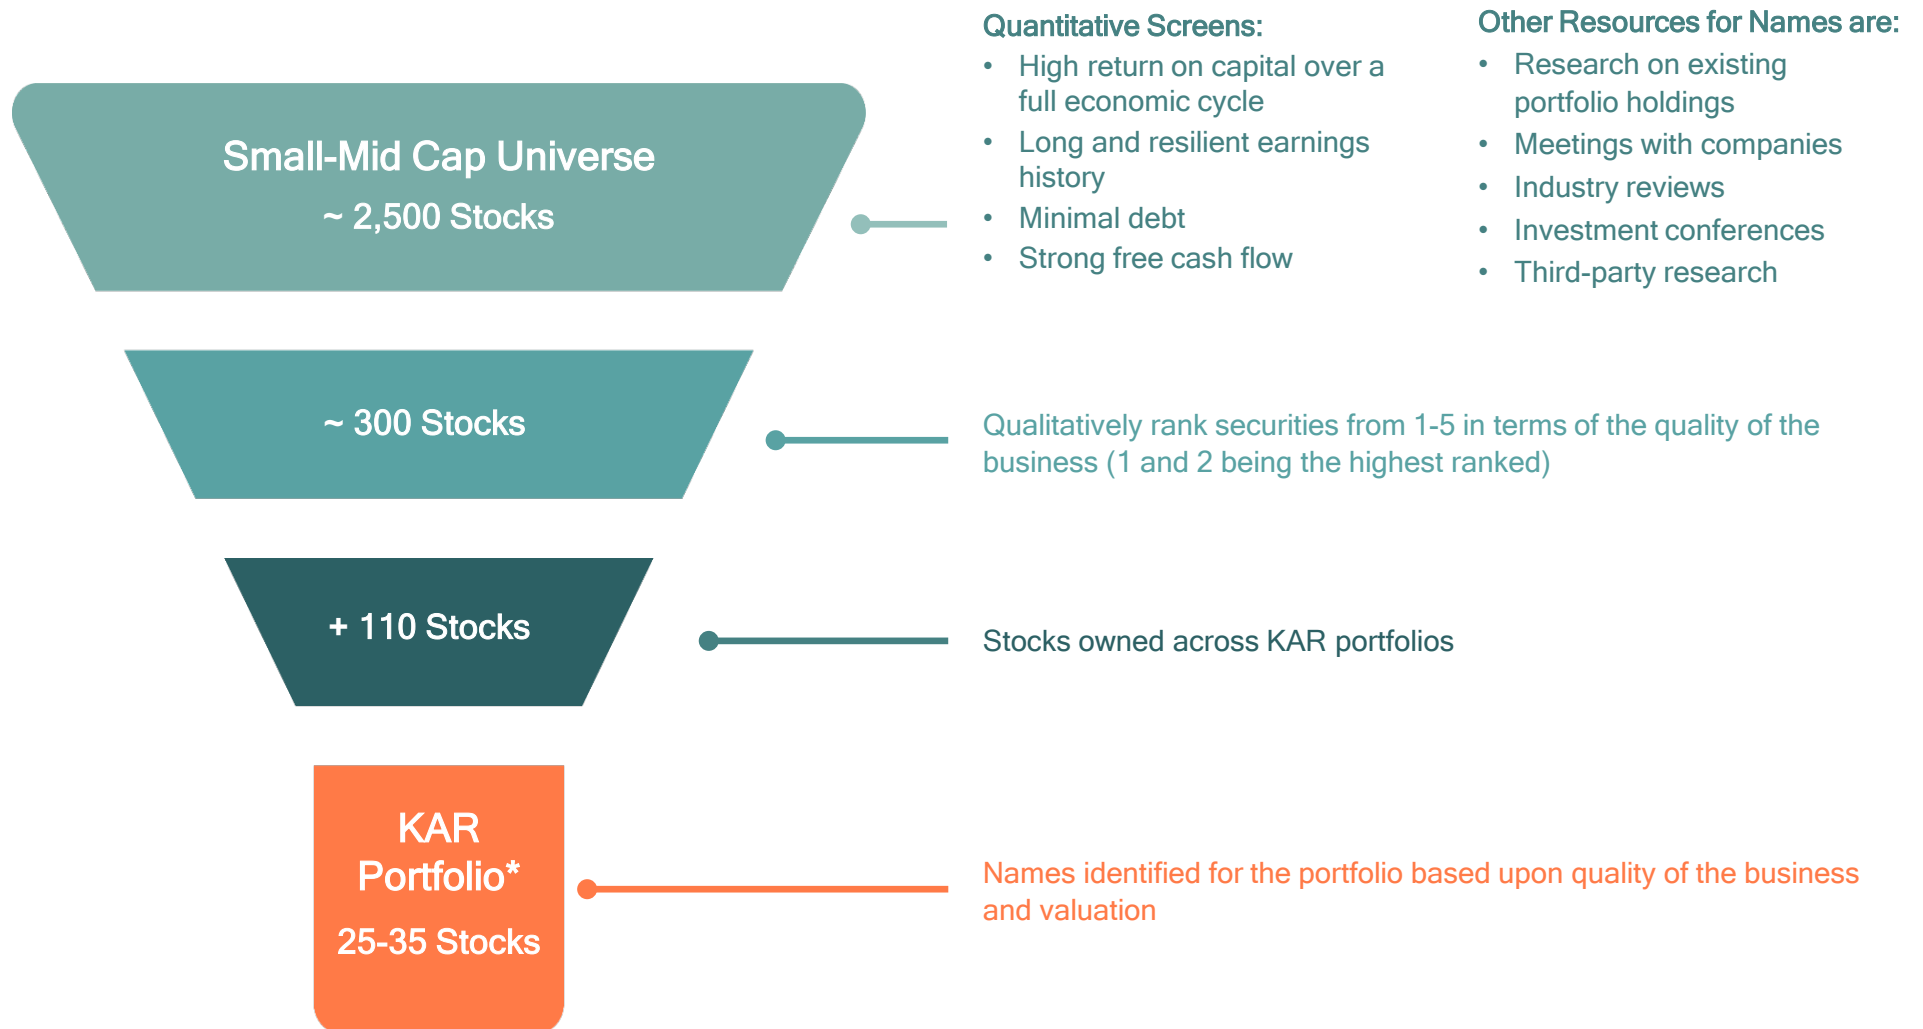 Small-Mid Cap Universe
~ 2,500 Stocks
Quantitative Screens:
• High return on capital over a
full economic cycle
• Long and resilient earnings
history
• Minimal debt
• Strong free cash flow
Other Resources for Names are:
• Research on existing
portfolio holdings
• Meetings with companies
• Industry reviews
• Investment conferences
• Third-party research
~ 300 Stocks
Qualitatively rank securities from 1-5 in terms of the quality of the
business (1 and 2 being the highest ranked)
+ 110 Stocks
Stocks owned across KAR portfolios
KAR
Portfolio*
25-35 Stocks
Names identified for the portfolio based upon quality of the business
and valuation